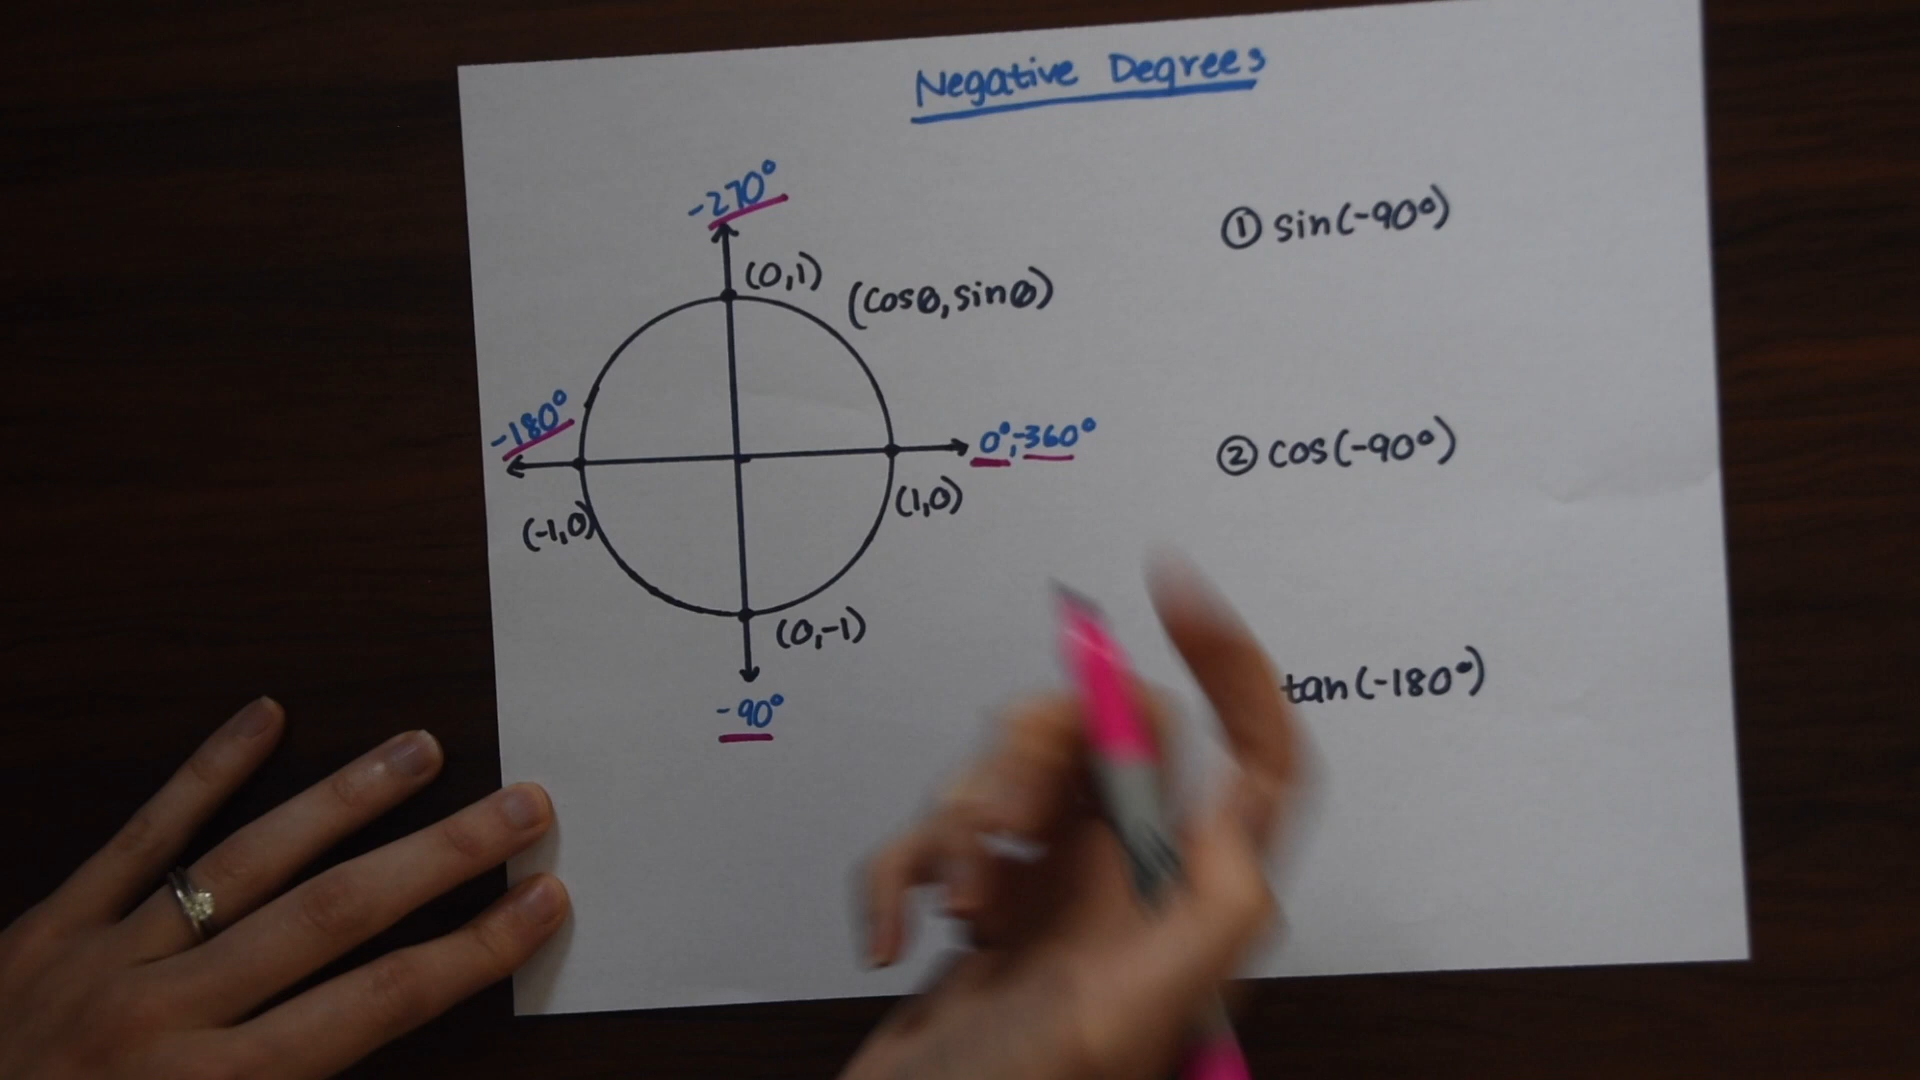 Negative Degrees
-270°
(0,1)
(cosθ, sinθ)
-180°
0°,-360°
(-1,0)
(1,0)
(0,-1)
-90°
① sin(-90°)
② cos(-90°)
tan(-180°)